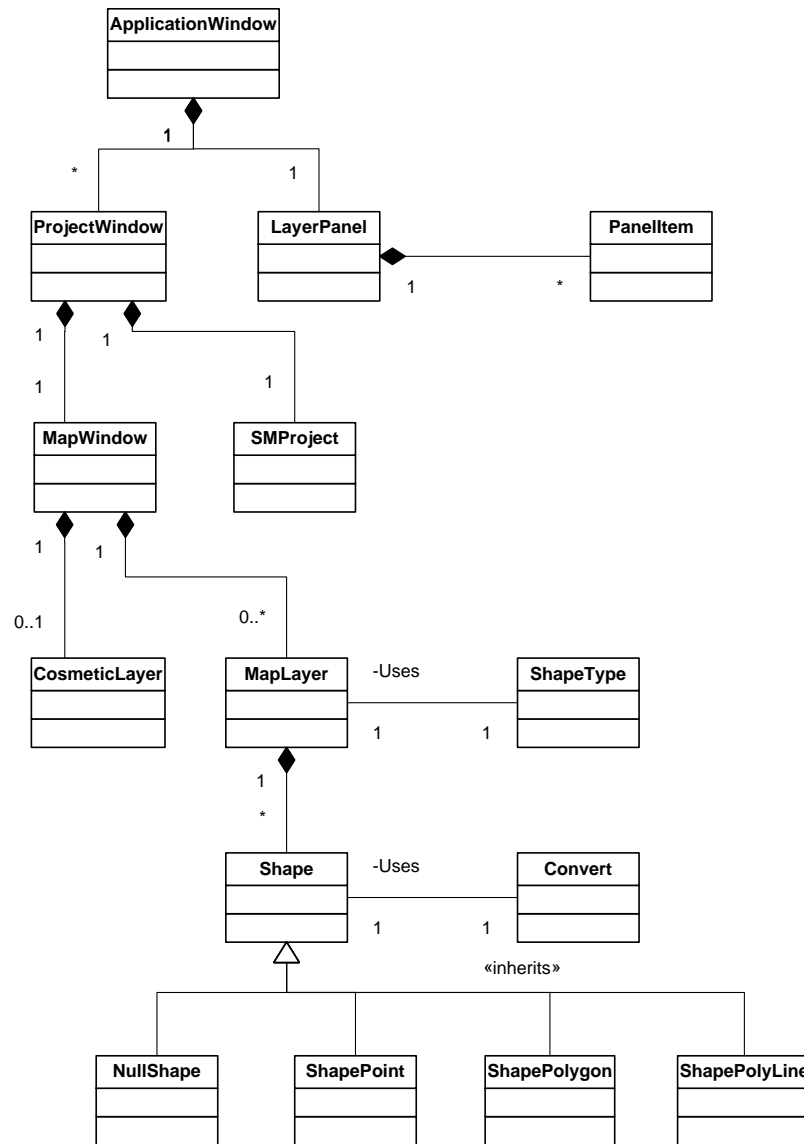 ApplicationWindow
1
*
1
ProjectWindow
LayerPanel
PanelItem
1
*
1
1
1
1
MapWindow
SMProject
1
1
0..1
0..*
CosmeticLayer
MapLayer
-Uses
ShapeType
1
1
1
*
Shape
-Uses
Convert
1
1
«inherits»
NullShape
ShapePoint
ShapePolygon
ShapePolyLine